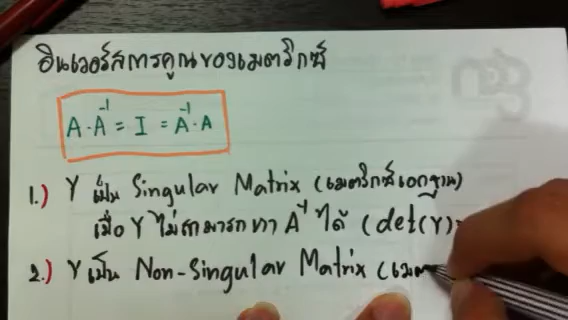 อินเวอร์สการคูณของเมตริกซ์
A·A⁻¹ = I = A⁻¹·A
1.) Y เป็น Singular Matrix (เมตริกซ์เอกฐาน)
เมื่อ Y ไม่สามารถหา A⁻¹ ได้ (det(Y)=
2.) Y เป็น Non-Singular Matrix (เมต